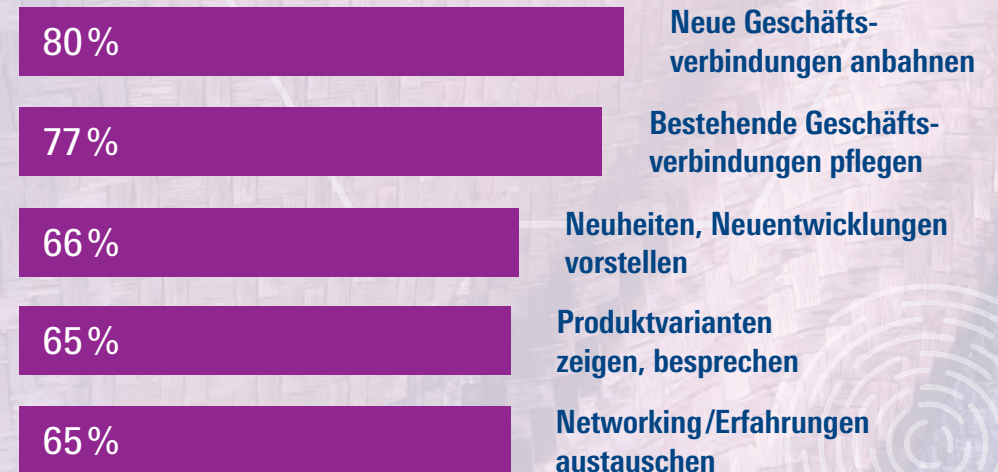 80 %
Neue Geschäfts-
verbindungen anbahnen
77 %
Bestehende Geschäfts-
verbindungen pflegen
66 %
Neuheiten, Neuentwicklungen
vorstellen
65 %
Produktvarianten
zeigen, besprechen
65 %
Networking/Erfahrungen
austauschen